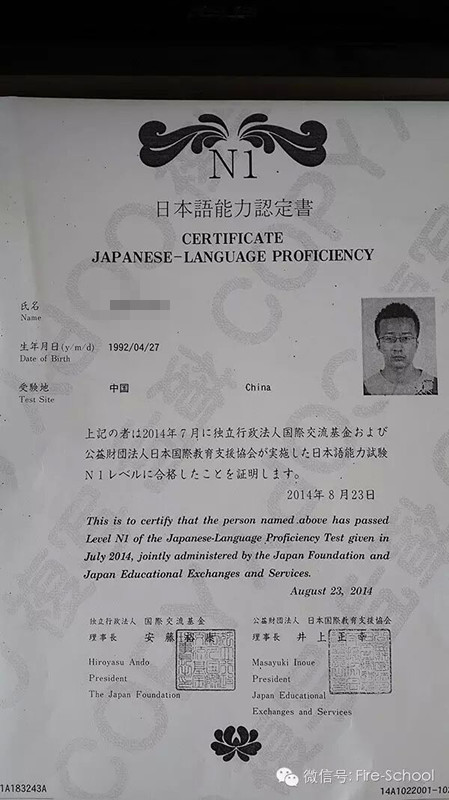 N1
日本語能力認定書
CERTIFICATE
JAPANESE-LANGUAGE PROFICIENCY
氏名
Name
生年月日(y/m/d) 1992/04/27
Date of Birth
受験地 中国 China
Test Site
上記の者は2014年7月に独立行政法人国際交流基金および
公益財団法人日本国際教育支援協会が実施した日本語能力試験
N1レベルに合格したことを証明します。
2014年8月23日
This is to certify that the person named above has passed
Level N1 of the Japanese-Language Proficiency Test given in
July 2014, jointly administered by the Japan Foundation and
Japan Educational Exchanges and Services.
August 23, 2014
独立行政法人 国際交流基金
理事長 安藤裕康
Hiroyasu Ando
President
The Japan Foundation
公益財団法人 日本国際教育支援協会
理事長 井上正幸
Masayuki Inoue
President
Japan Educational
Exchanges and Services
1A183243A
14A1022001-103
微信号: Fire-School
COPY